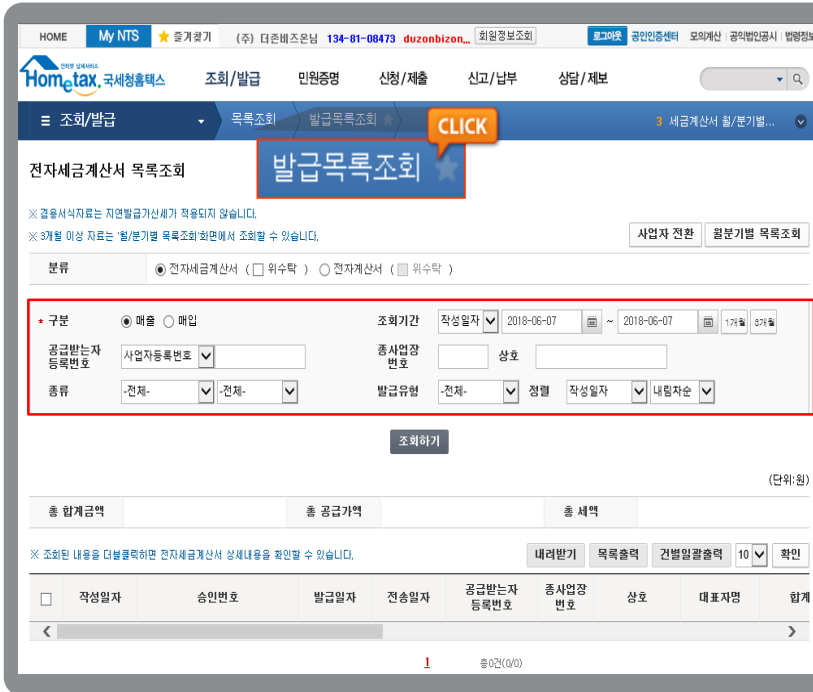 HOME My NTS ★ 즐겨찾기 (주) 더존비즈온님 134-81-08473 duzonbizon... 회원정보조회 로그아웃 공인인증센터 모의계산 공익법인공시 법령정보
인터넷 납세서비스
Hometax. 국세청홈택스 조회/발급 민원증명 신청/제출 신고/납부 상담/제보
≡ 조회/발급 목록조회 발급목록조회 ★ 3 세금계산서 월/분기별...
CLICK
발급목록조회 ★
전자세금계산서 목록조회
※ 겸용서식자료는 지연발급가산세가 적용되지 않습니다.
※ 3개월 이상 자료는 '월/분기별 목록조회'화면에서 조회할 수 있습니다. 사업자 전환 월분기별 목록조회
분류 전자세금계산서 ( 위수탁 ) 전자계산서 ( 위수탁 )
* 구분 매출 매입 조회기간 작성일자 2018-06-07 ~ 2018-06-07 1개월 3개월
공급받는자 등록번호 사업자등록번호 종사업장 번호 상호
종류 -전체- -전체- 발급유형 -전체- 정렬 작성일자 내림차순
조회하기
(단위:원)
총 합계금액 총 공급가액 총 세액
※ 조회된 내용을 더블클릭하면 전자세금계산서 상세내용을 확인할 수 있습니다. 내려받기 목록출력 건별일괄출력 10 확인
작성일자 승인번호 발급일자 전송일자 공급받는자 등록번호 종사업장 번호 상호 대표자명 합계
1 총0건(0/0)